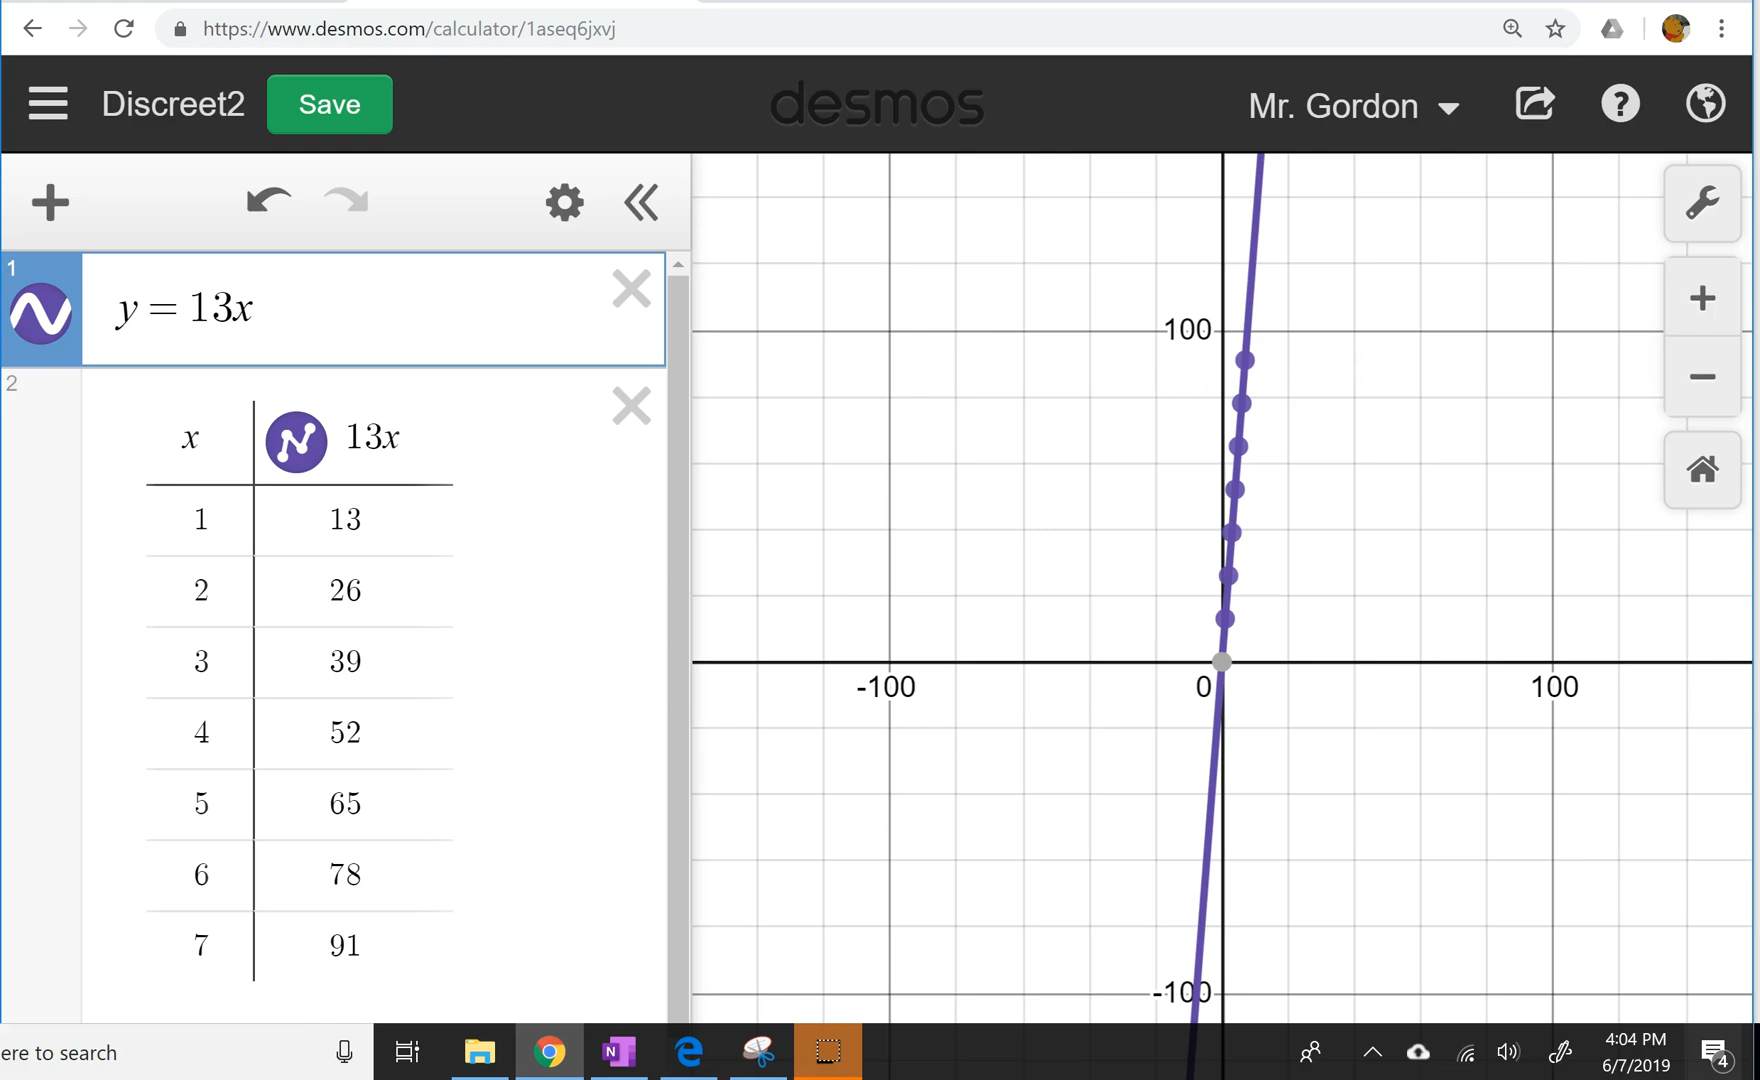 https://www.desmos.com/calculator/1aseq6jxvj
Discreet2 Save desmos Mr. Gordon
1
y = 13x
2
x 13x
1 13
2 26
3 39
4 52
5 65
6 78
7 91
100
-100 0 100
-100
ere to search
4:04 PM
6/7/2019
4